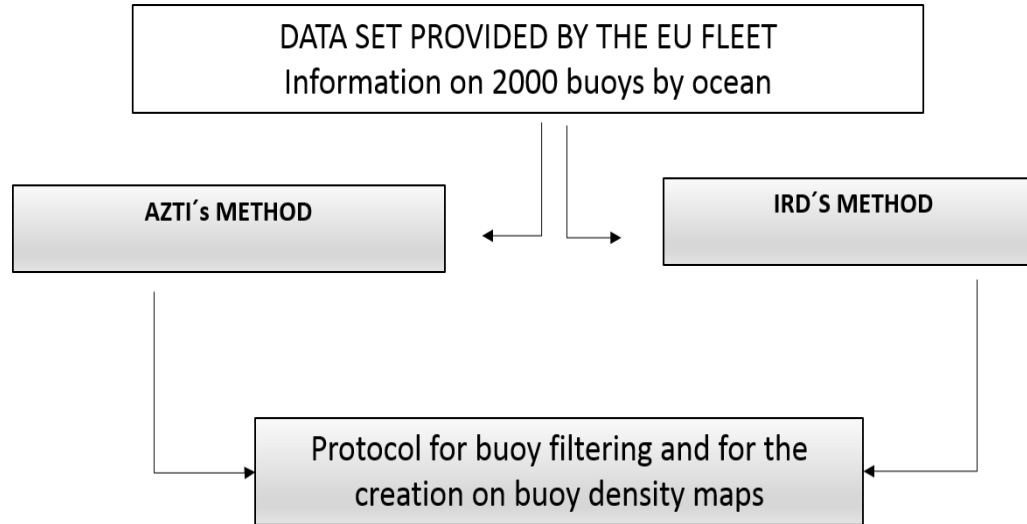 DATA SET PROVIDED BY THE EU FLEET
Information on 2000 buoys by ocean
AZTI´s METHOD
IRD´S METHOD
Protocol for buoy filtering and for the
creation on buoy density maps